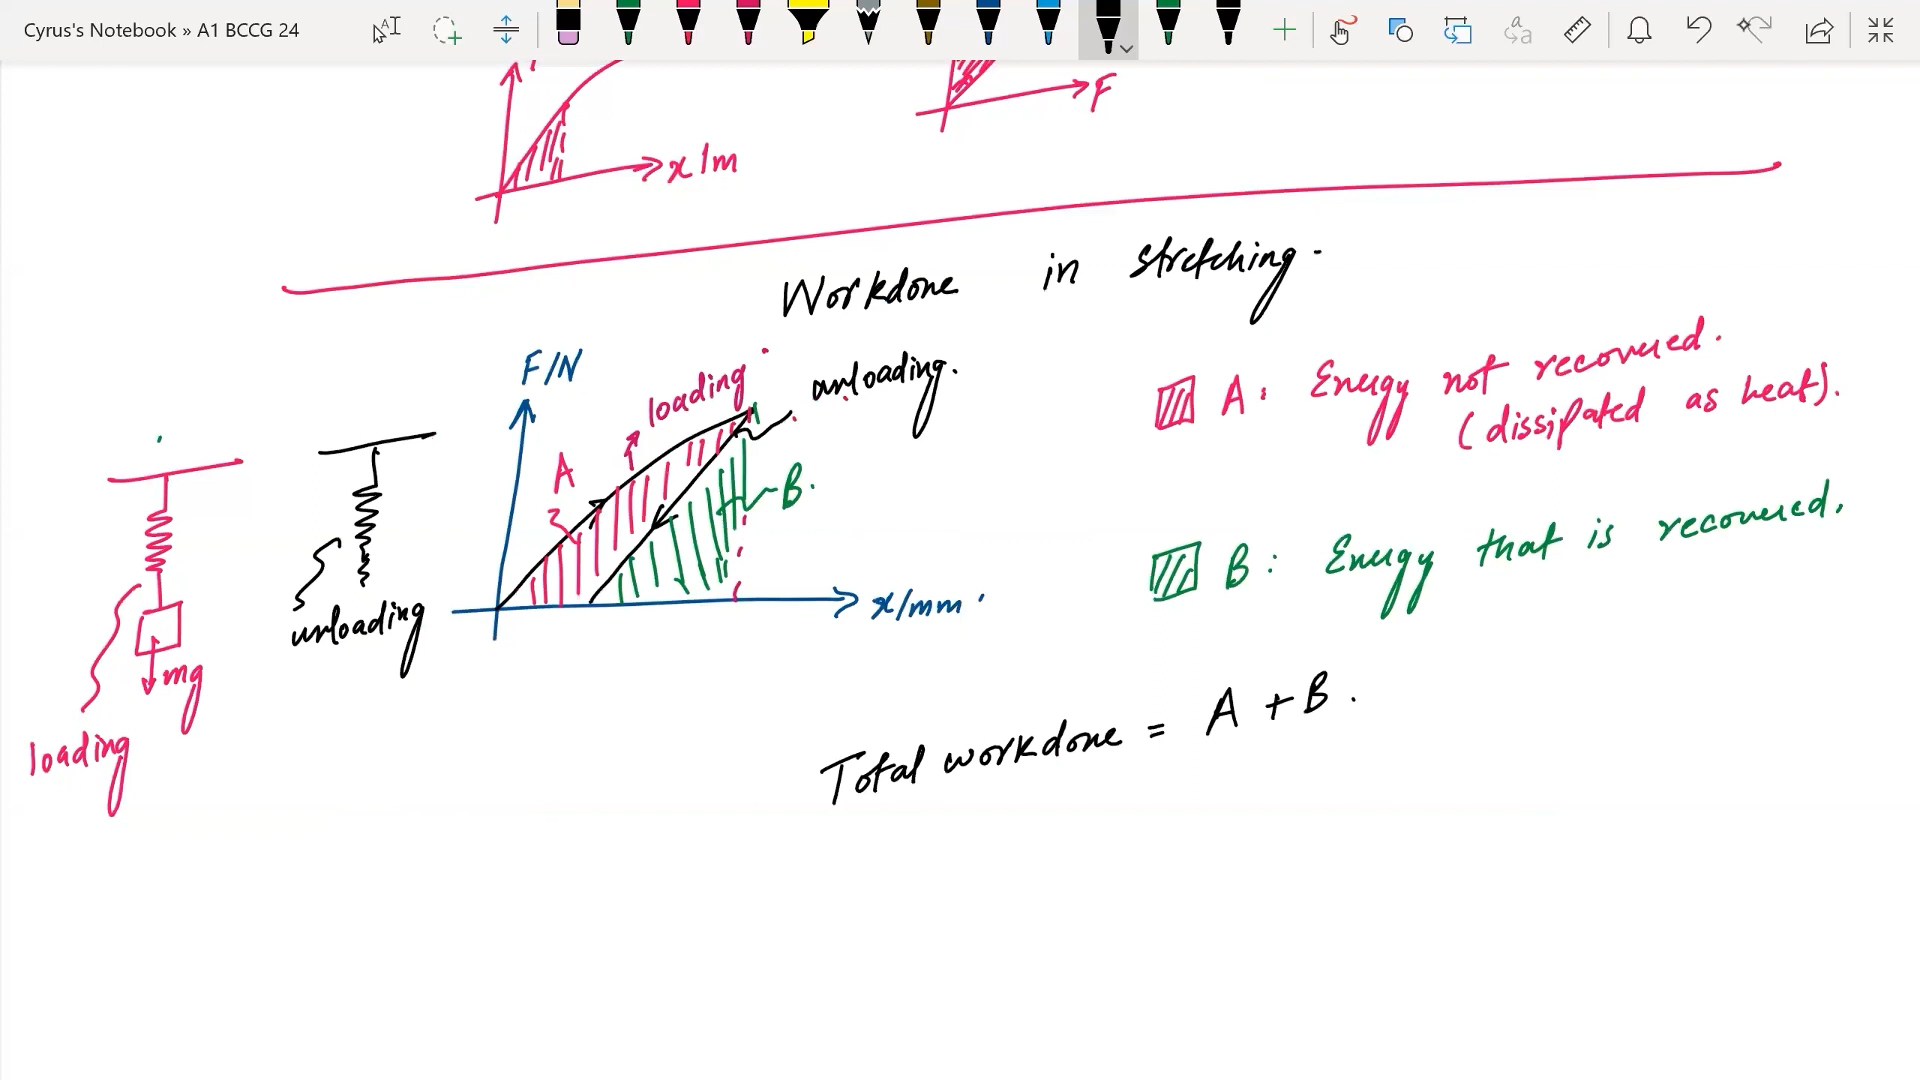 Cyrus's Notebook » A1 BCCG 24
F
x/m
Workdone in stretching.
F/N
loading
unloading.
A
B.
x/mm.
A: Energy not recovered.
(dissipated as heat).
B: Energy that is recovered.
unloading
mg
loading
Total workdone = A + B.